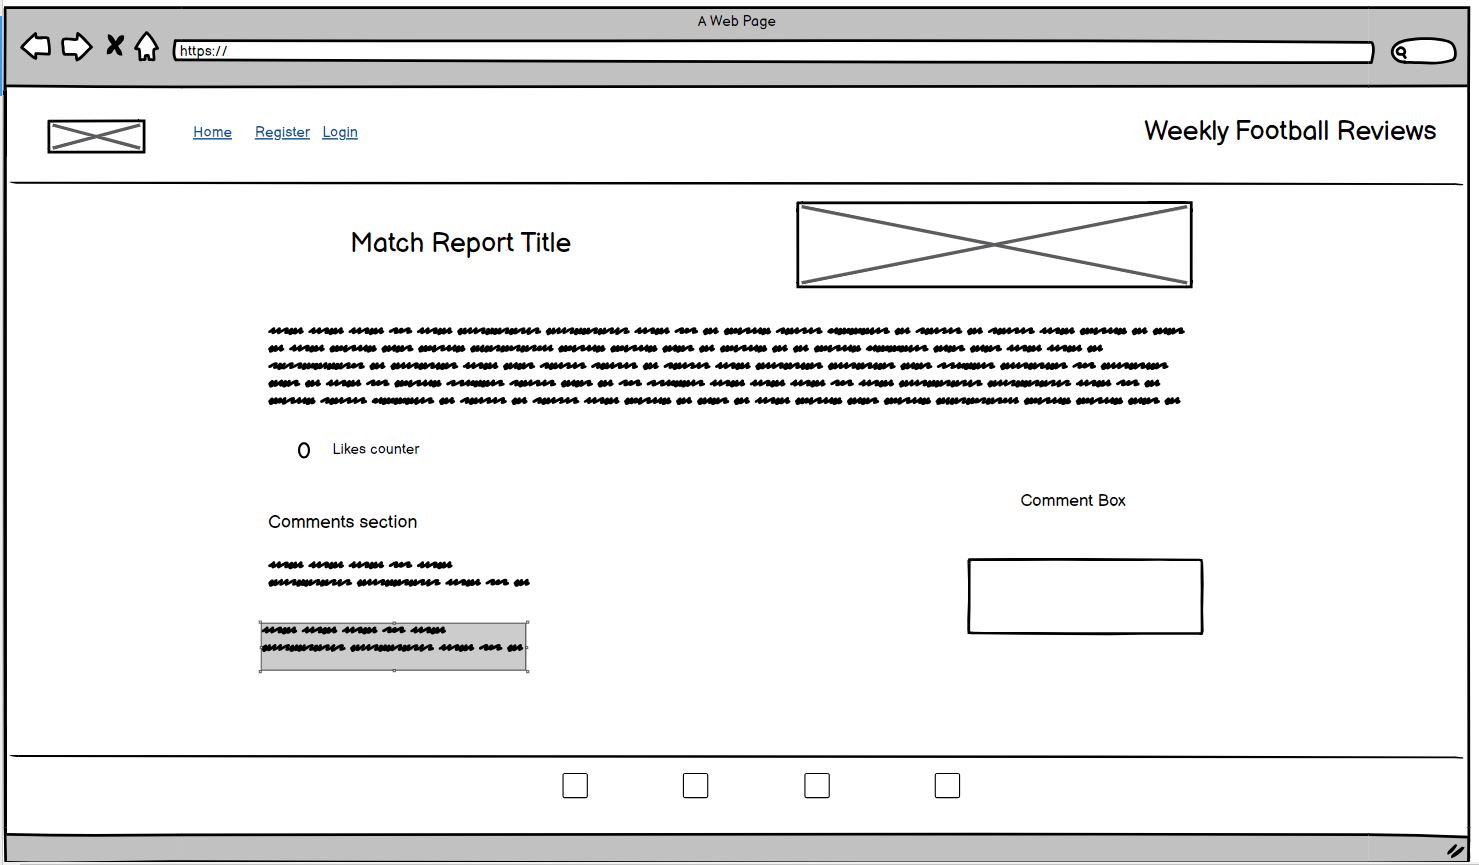 A Web Page
https://
Home Register Login
Weekly Football Reviews
Match Report Title
0 Likes counter
Comment Box
Comments section